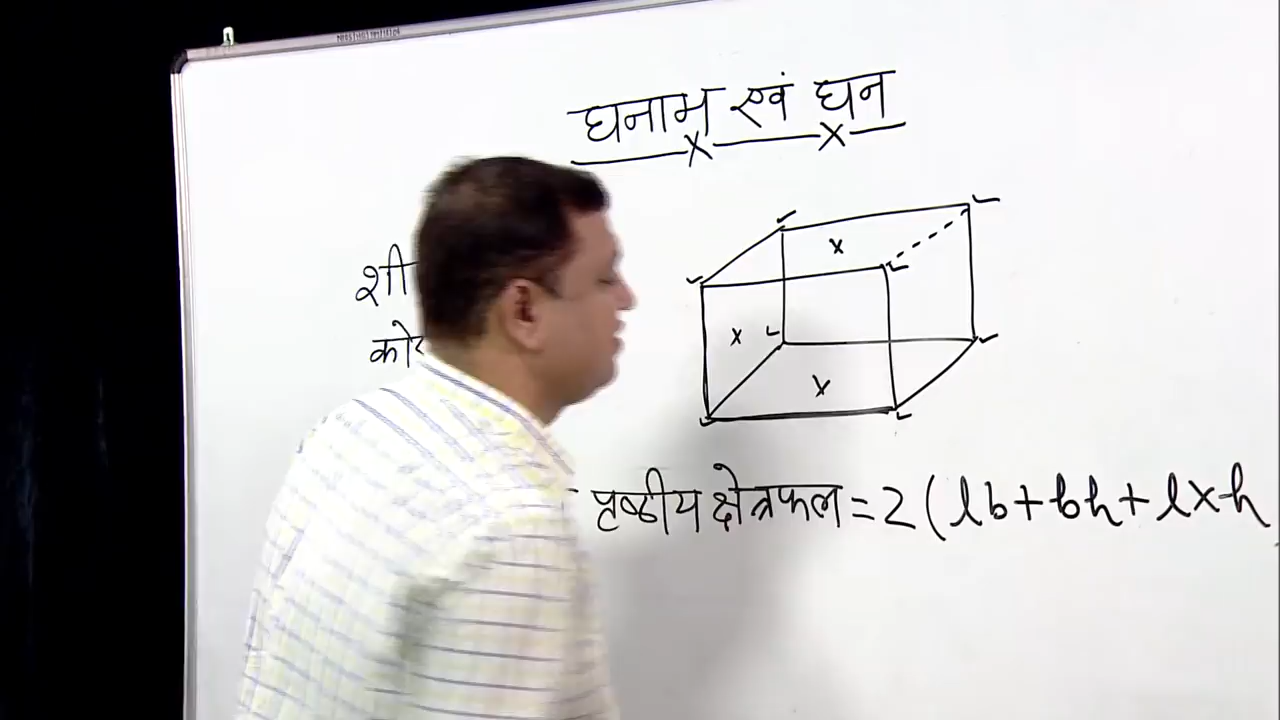 घनाभ एवं घन
शी
को
पृष्ठीय क्षेत्रफल = 2 ( lb + bh + l x h